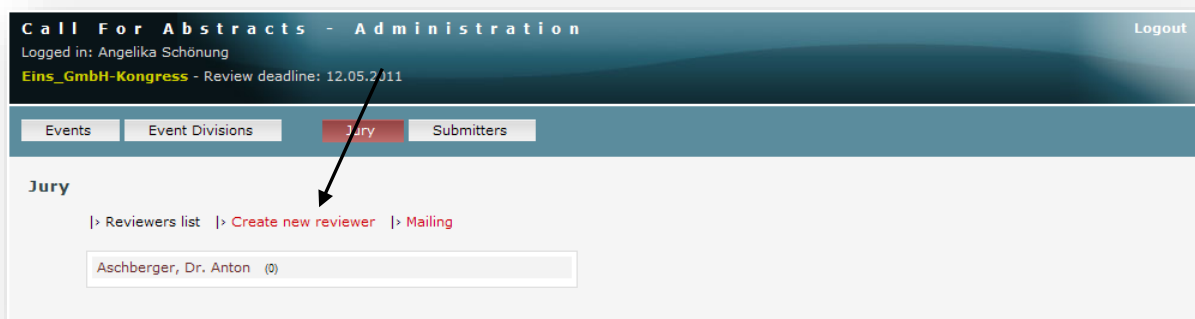 Call For Abstracts - Administration Logout
Logged in: Angelika Schönung
Eins_GmbH-Kongress - Review deadline: 12.05.2011
Events Event Divisions Jury Submitters
Jury
|› Reviewers list |› Create new reviewer |› Mailing
Aschberger, Dr. Anton (0)